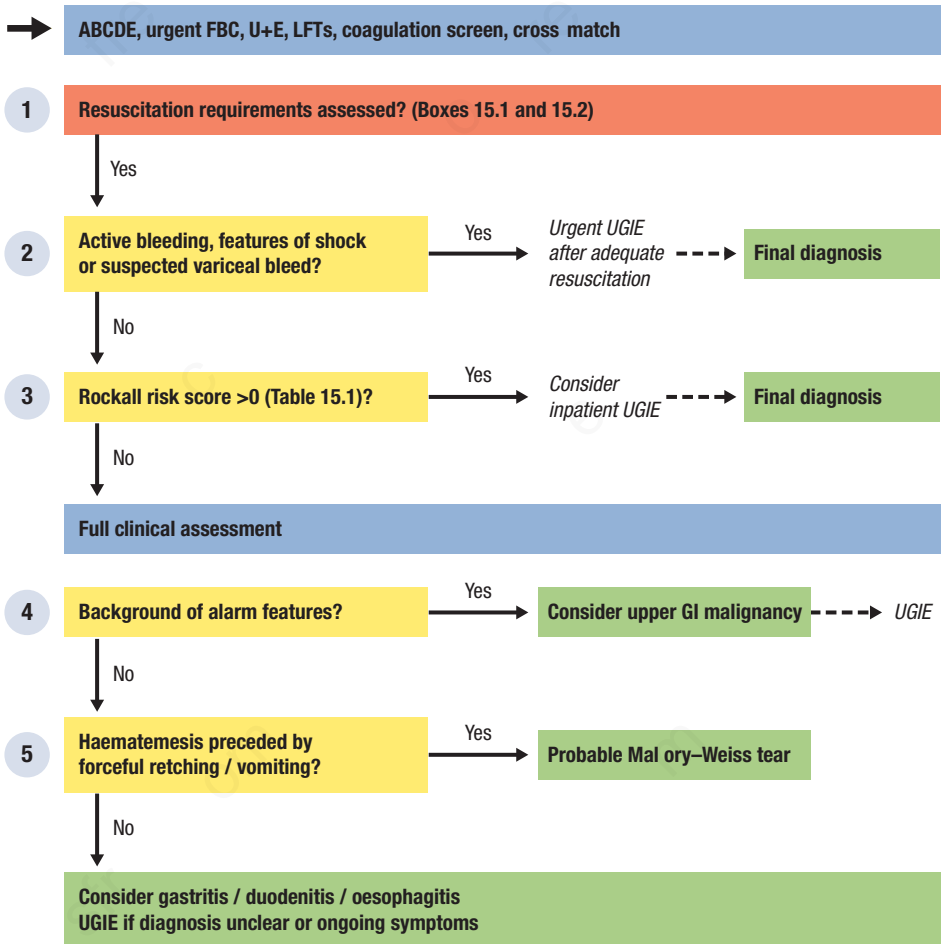 ABCDE, urgent FBC, U+E, LFTs, coagulation screen, cross match
1
Resuscitation requirements assessed? (Boxes 15.1 and 15.2)
Yes
2
Active bleeding, features of shock
or suspected variceal bleed?
Yes
Urgent UGIE
after adequate
resuscitation
Final diagnosis
No
3
Rockall risk score >0 (Table 15.1)?
Yes
Consider
inpatient UGIE
Final diagnosis
No
Full clinical assessment
4
Background of alarm features?
Yes
Consider upper GI malignancy
UGIE
No
5
Haematemesis preceded by
forceful retching / vomiting?
Yes
Probable Mal ory–Weiss tear
No
Consider gastritis / duodenitis / oesophagitis
UGIE if diagnosis unclear or ongoing symptoms